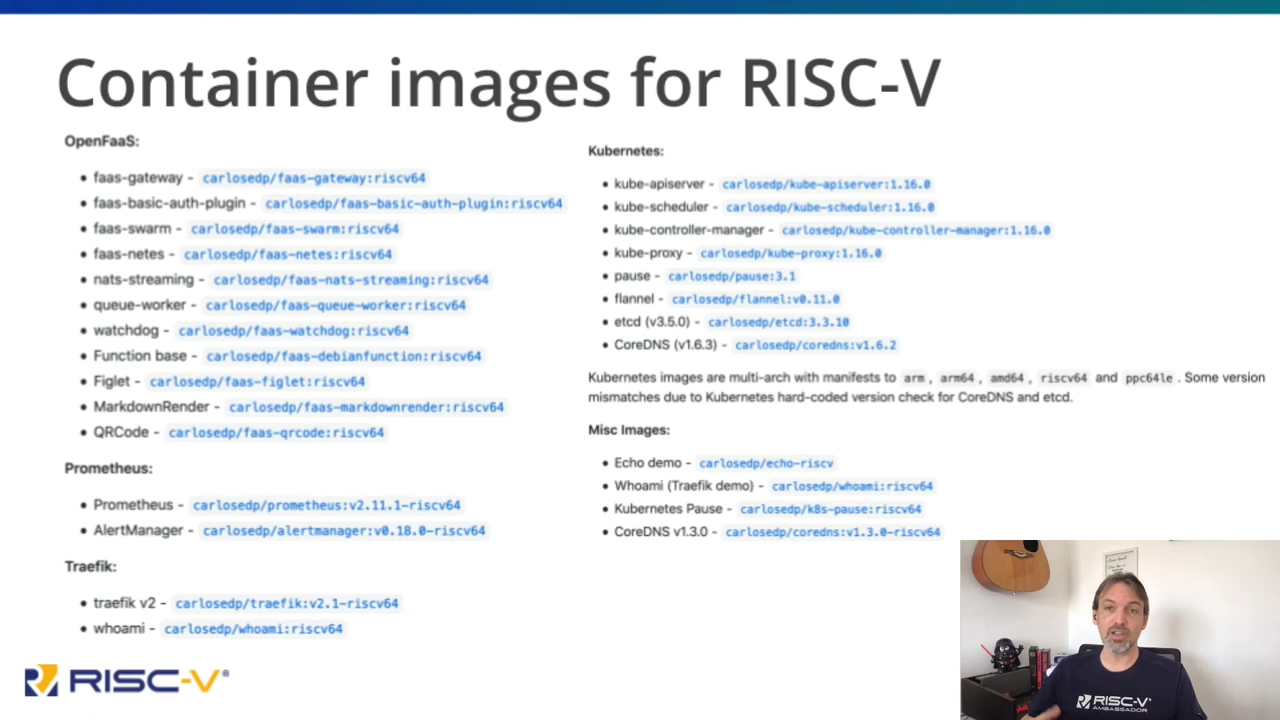 Container images for RISC-V
OpenFaaS:
• faas-gateway - carlosedp/faas-gateway:riscv64
• faas-basic-auth-plugin - carlosedp/faas-basic-auth-plugin:riscv64
• faas-swarm - carlosedp/faas-swarm:riscv64
• faas-netes - carlosedp/faas-netes:riscv64
• nats-streaming - carlosedp/faas-nats-streaming:riscv64
• queue-worker - carlosedp/faas-queue-worker:riscv64
• watchdog - carlosedp/faas-watchdog:riscv64
• Function base - carlosedp/faas-debianfunction:riscv64
• Figlet - carlosedp/faas-figlet:riscv64
• MarkdownRender - carlosedp/faas-markdownrender:riscv64
• QRCode - carlosedp/faas-qrcode:riscv64
Prometheus:
• Prometheus - carlosedp/prometheus:v2.11.1-riscv64
• AlertManager - carlosedp/alertmanager:v0.18.0-riscv64
Traefik:
• traefik v2 - carlosedp/traefik:v2.1-riscv64
• whoami - carlosedp/whoami:riscv64
Kubernetes:
• kube-apiserver - carlosedp/kube-apiserver:1.16.0
• kube-scheduler - carlosedp/kube-scheduler:1.16.0
• kube-controller-manager - carlosedp/kube-controller-manager:1.16.0
• kube-proxy - carlosedp/kube-proxy:1.16.0
• pause - carlosedp/pause:3.1
• flannel - carlosedp/flannel:v0.11.0
• etcd (v3.5.0) - carlosedp/etcd:3.3.10
• CoreDNS (v1.6.3) - carlosedp/coredns:v1.6.2
Kubernetes images are multi-arch with manifests to arm, arm64, amd64, riscv64 and ppc64le. Some version
mismatches due to Kubernetes hard-coded version check for CoreDNS and etcd.
Misc Images:
• Echo demo - carlosedp/echo-riscv
• Whoami (Traefik demo) - carlosedp/whoami:riscv64
• Kubernetes Pause - carlosedp/k8s-pause:riscv64
• CoreDNS v1.3.0 - carlosedp/coredns:v1.3.0-riscv64
RISC-V®
RISC-V®
AMBASSADOR